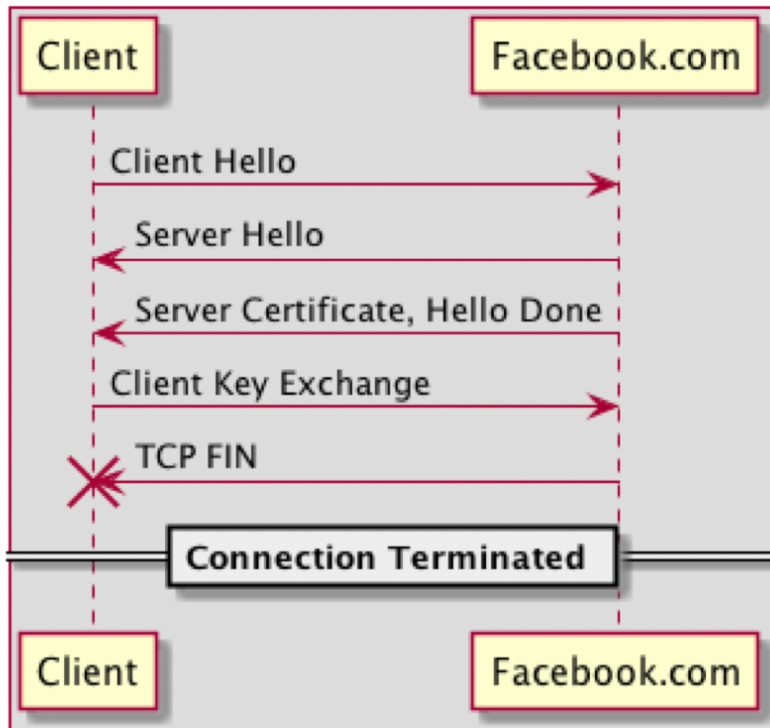 Client
Facebook.com
Client Hello
Server Hello
Server Certificate, Hello Done
Client Key Exchange
TCP FIN
Connection Terminated
Client
Facebook.com